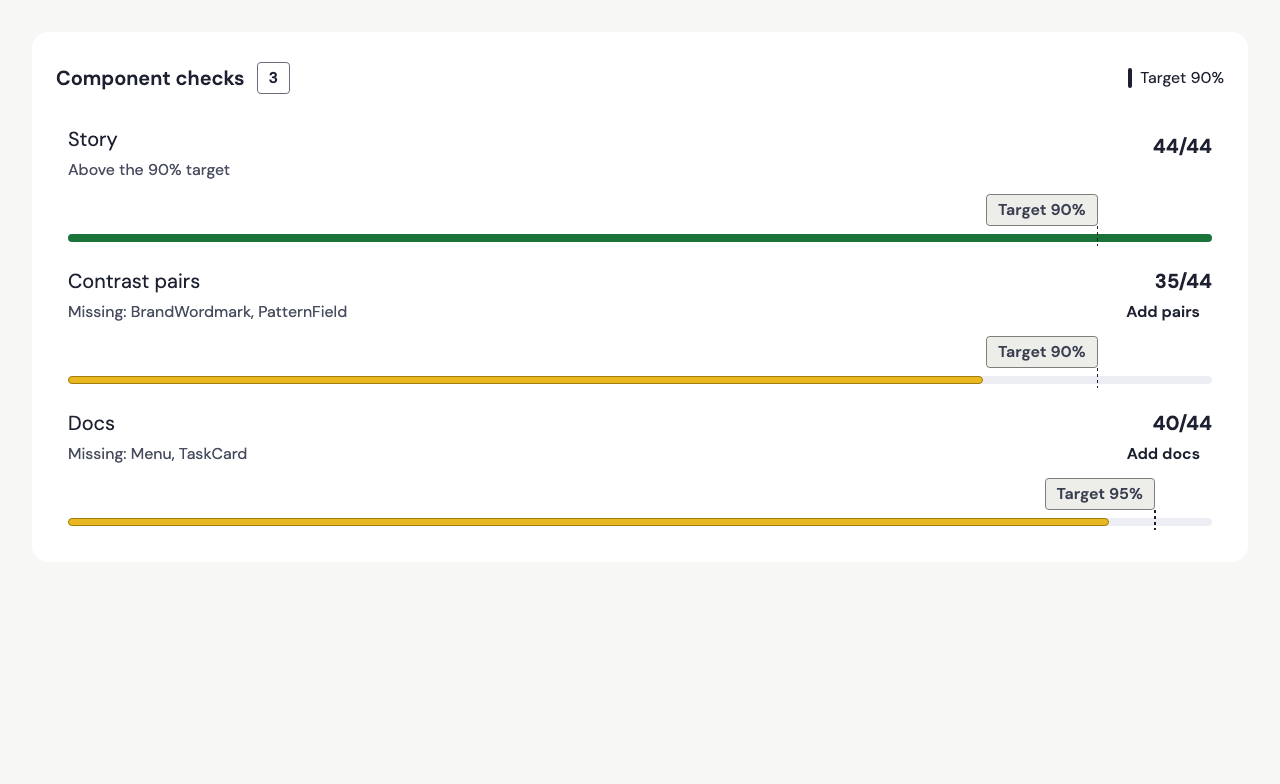 Component checks 3
Target 90%
Story
44/44
Above the 90% target
Target 90%
Contrast pairs
35/44
Missing: BrandWordmark, PatternField
Add pairs
Target 90%
Docs
40/44
Missing: Menu, TaskCard
Add docs
Target 95%